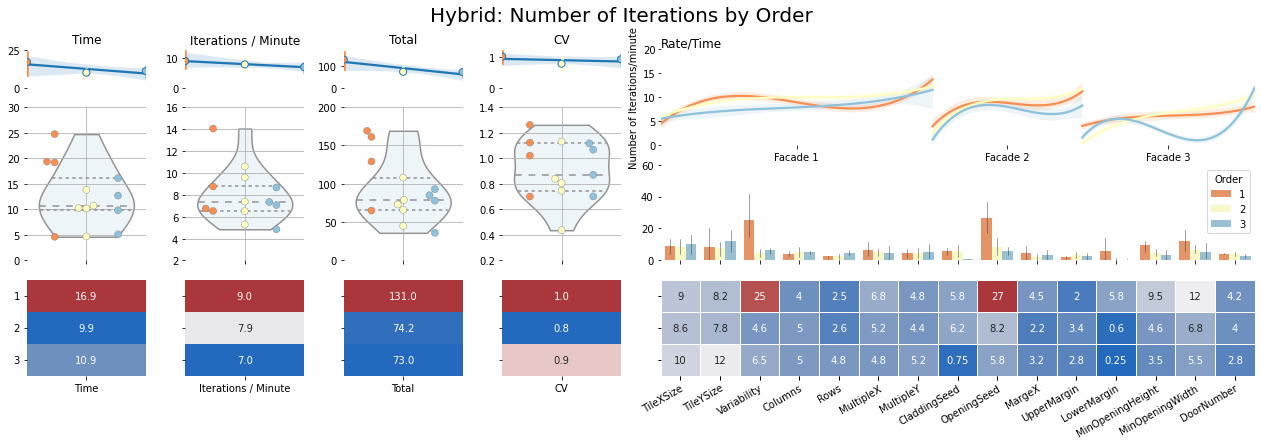 Hybrid: Number of Iterations by Order
Time
Iterations / Minute
Total
CV
Rate/Time
25
0
10
0
100
0
1
0
Number of Iterations/minute
20
15
10
5
0
Facade 1
Facade 2
Facade 3
30
25
20
15
10
5
0
16
14
12
10
8
6
4
2
200
150
100
50
0
1.4
1.2
1.0
0.8
0.6
0.4
0.2
60
40
20
0
Order
1
2
3
1 16.9 9.0 131.0 1.0 9 8.2 25 4 2.5 6.8 4.8 5.8 27 4.5 2 5.8 9.5 12 4.2
2 9.9 7.9 74.2 0.8 8.6 7.8 4.6 5 2.6 5.2 4.4 6.2 8.2 2.2 3.4 0.6 4.6 6.8 4
3 10.9 7.0 73.0 0.9 10 12 6.5 5 4.8 4.8 5.2 0.75 5.8 3.2 2.8 0.25 3.5 5.5 2.8
Time
Iterations / Minute
Total
CV
TileXSize
TileYSize
Variability
Columns
Rows
MultipleX
MultipleY
CladdingSeed
OpeningSeed
MargeX
UpperMargin
LowerMargin
MinOpeningHeight
MinOpeningWidth
DoorNumber